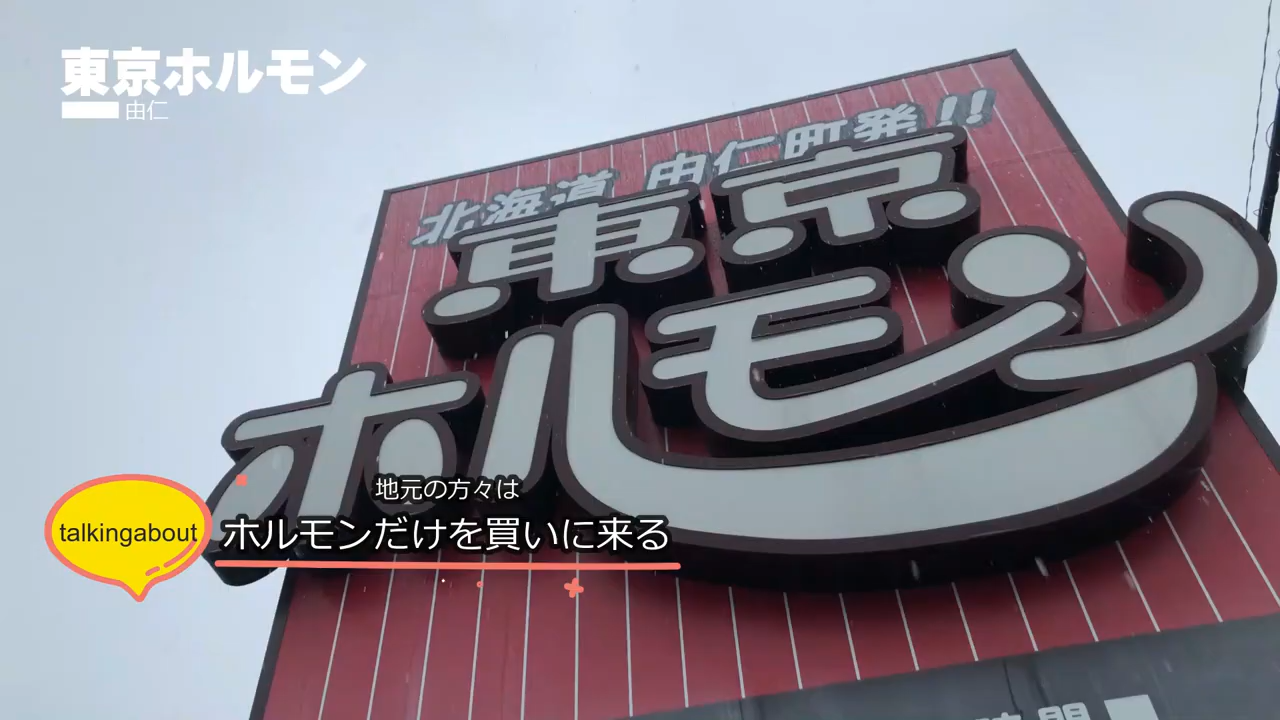 東京ホルモン
由仁
北海道 由仁町発!!
東京
ホルモン
地元の方々は
talkingabout
ホルモンだけを買いに来る